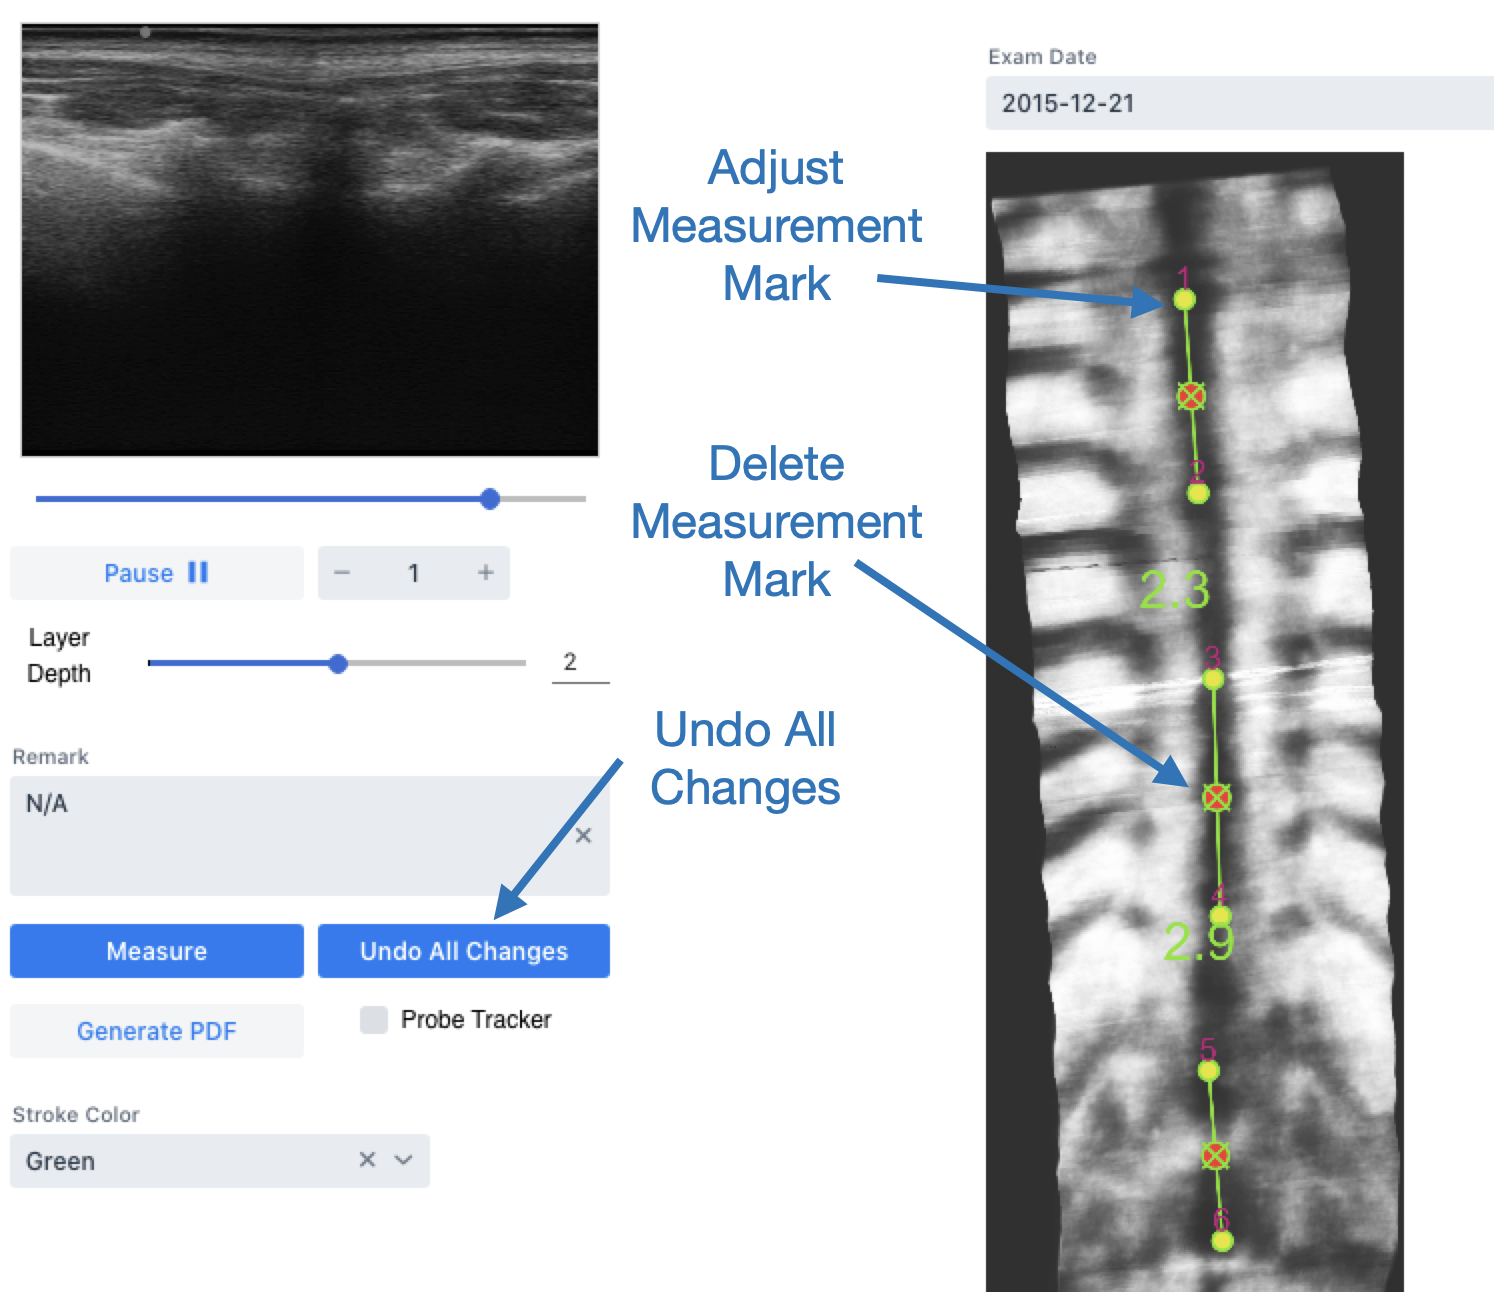 Exam Date
2015-12-21
Adjust
Measurement
Mark
1
2
Delete
Measurement
Mark
Pause
− 1 +
2.3
Layer
Depth
2
3
Undo All
Changes
Remark
N/A
×
4
2.9
Measure
Undo All Changes
Generate PDF
Probe Tracker
5
Stroke Color
Green
×
6